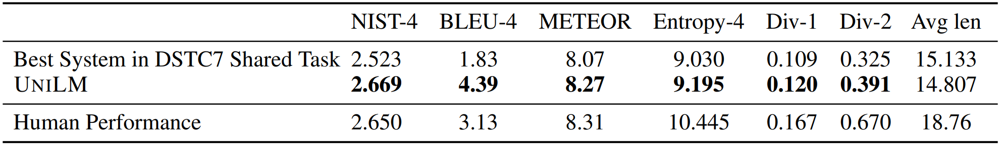 NIST-4 BLEU-4 METEOR Entropy-4 Div-1 Div-2 Avg len
Best System in DSTC7 Shared Task 2.523 1.83 8.07 9.030 0.109 0.325 15.133
UNILM 2.669 4.39 8.27 9.195 0.120 0.391 14.807
Human Performance 2.650 3.13 8.31 10.445 0.167 0.670 18.76